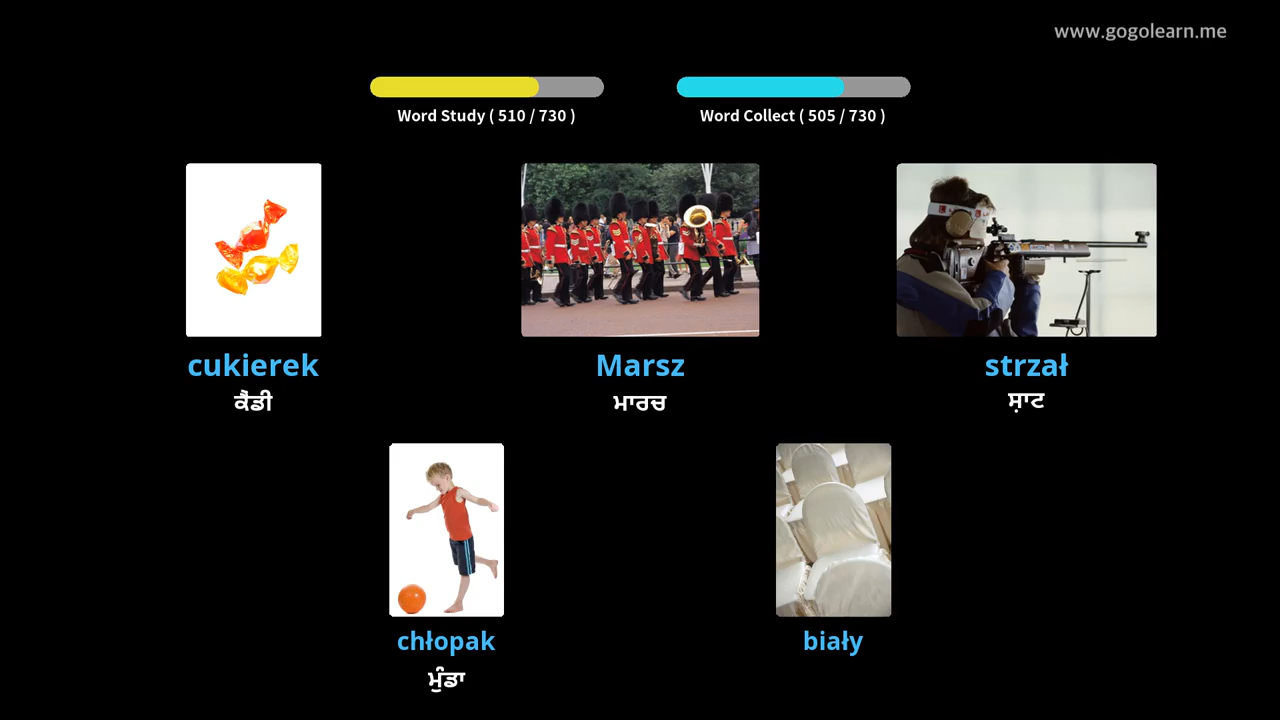 www.gogolearn.me
Word Study ( 510 / 730 )
Word Collect ( 505 / 730 )
cukierek
Marsz
strzał
ਕੈਂਡੀ
ਮਾਰਚ
ਸ਼ਾਟ
chłopak
biały
ਮੁੰਡਾ